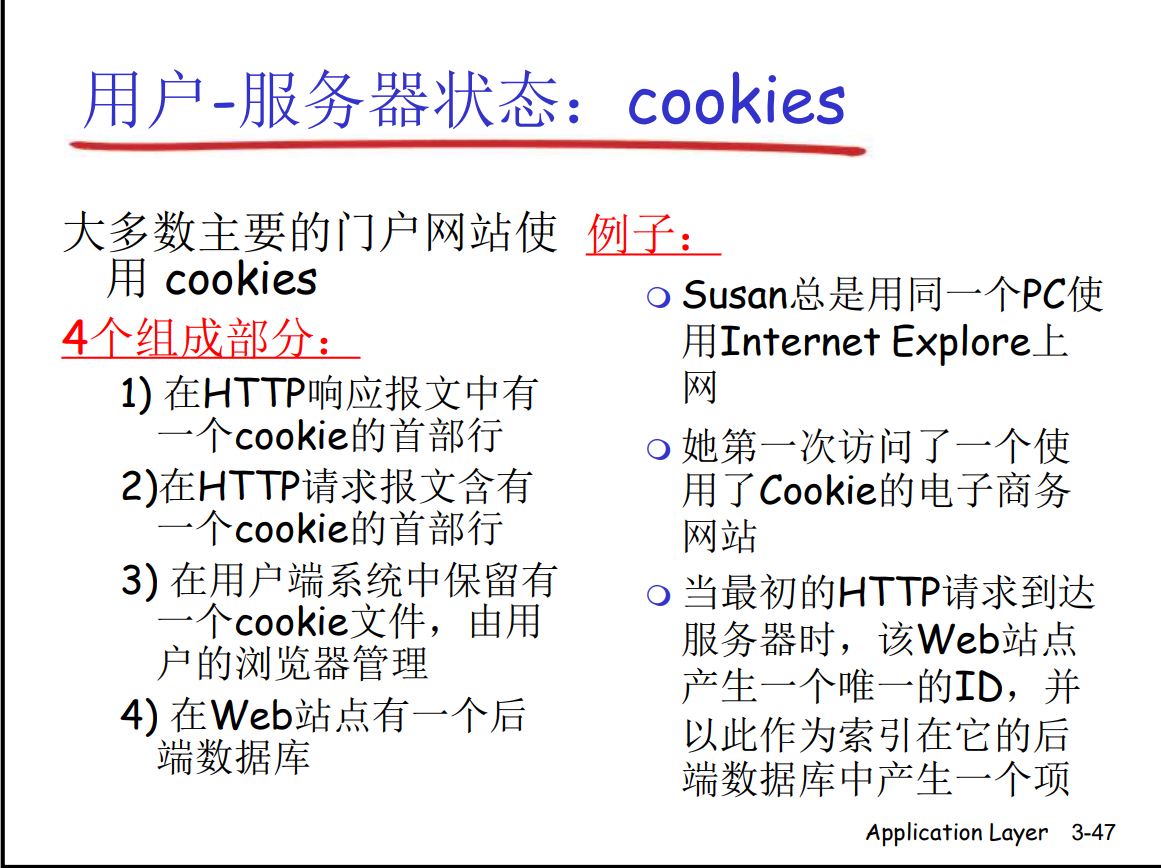 用户-服务器状态：cookies
大多数主要的门户网站使
用 cookies
4个组成部分：
1) 在HTTP响应报文中有
一个cookie的首部行
2)在HTTP请求报文含有
一个cookie的首部行
3) 在用户端系统中保留有
一个cookie文件，由用
户的浏览器管理
4) 在Web站点有一个后
端数据库
例子：
Susan总是用同一个PC使
用Internet Explore上
网
她第一次访问了一个使
用了Cookie的电子商务
网站
当最初的HTTP请求到达
服务器时，该Web站点
产生一个唯一的ID，并
以此作为索引在它的后
端数据库中产生一个项
Application Layer 3-47